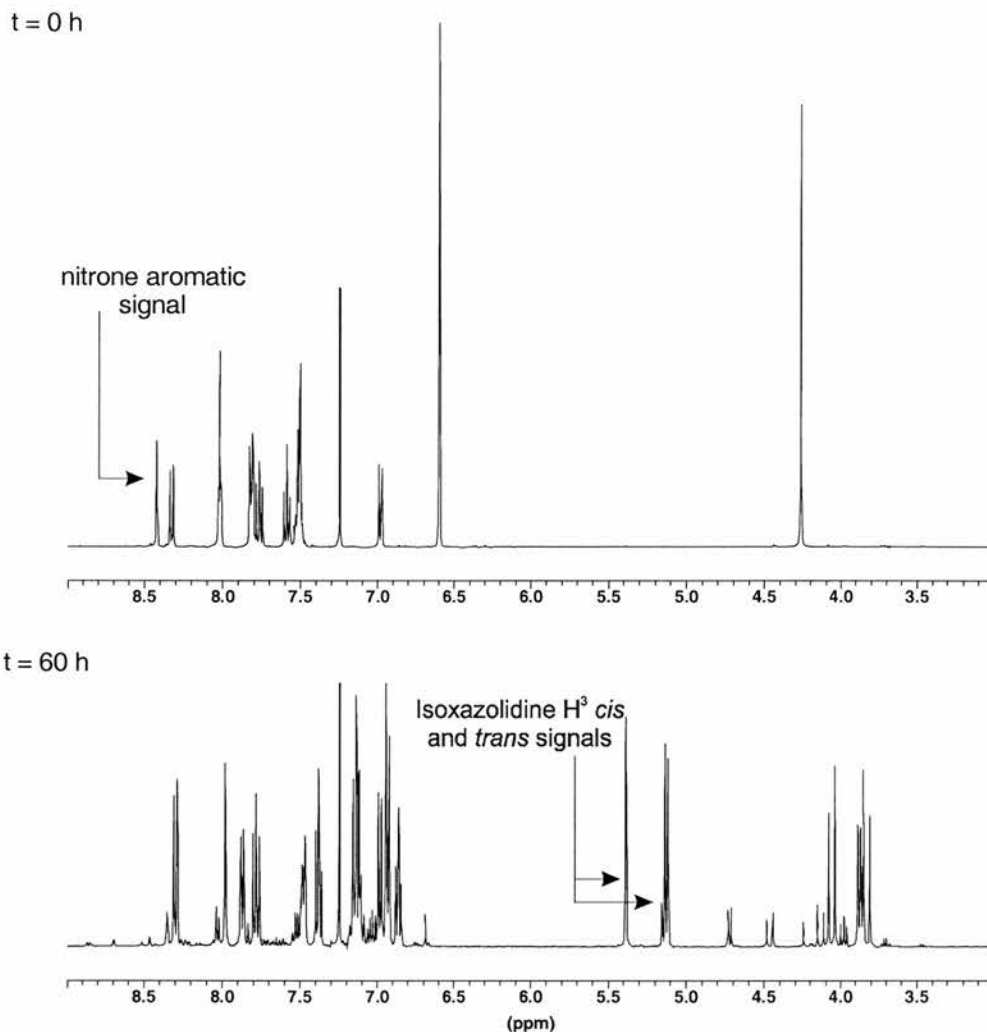 t = 0 h
nitrone aromatic
signal
8.5 8.0 7.5 7.0 6.5 6.0 5.5 5.0 4.5 4.0 3.5
t = 60 h
Isoxazolidine H³ cis
and trans signals
8.5 8.0 7.5 7.0 6.5 6.0 5.5 5.0 4.5 4.0 3.5
(ppm)